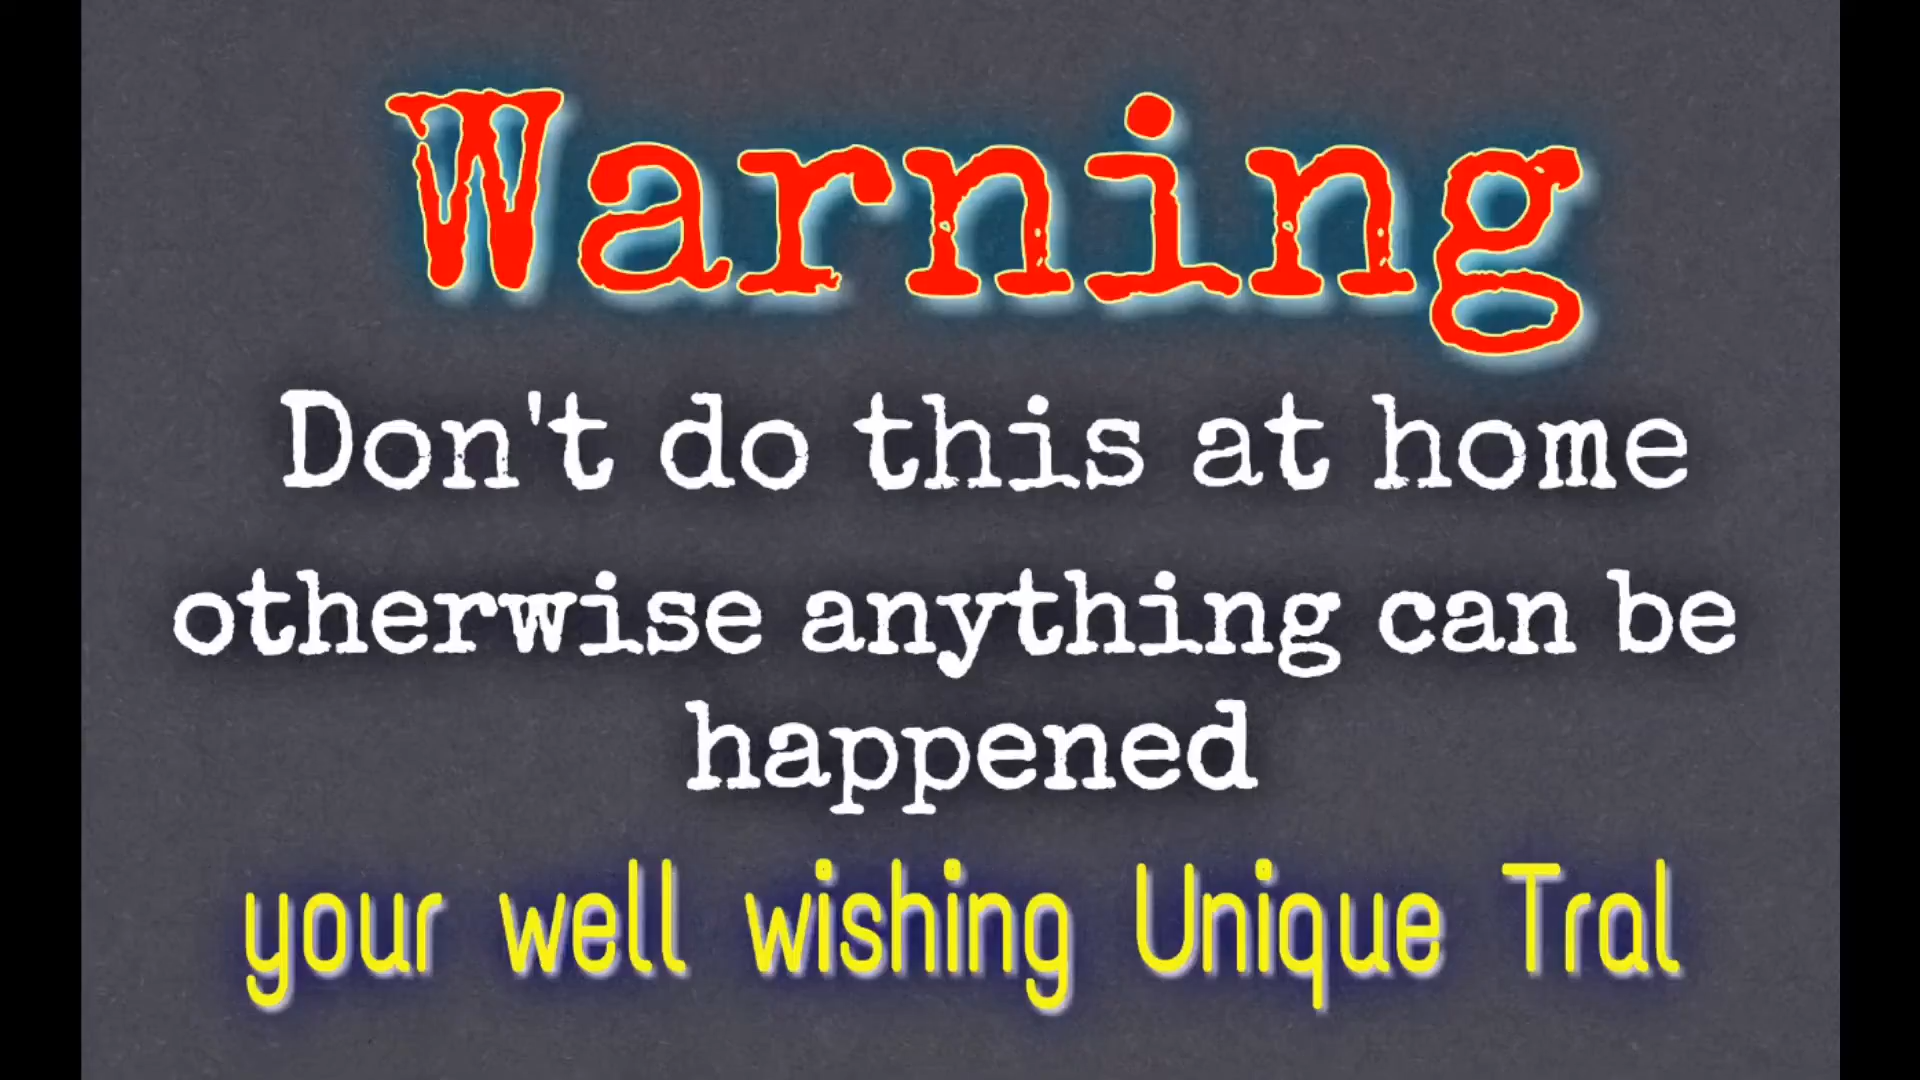 Warning
Don't do this at home
otherwise anything can be
happened
your well wishing Unique Tral